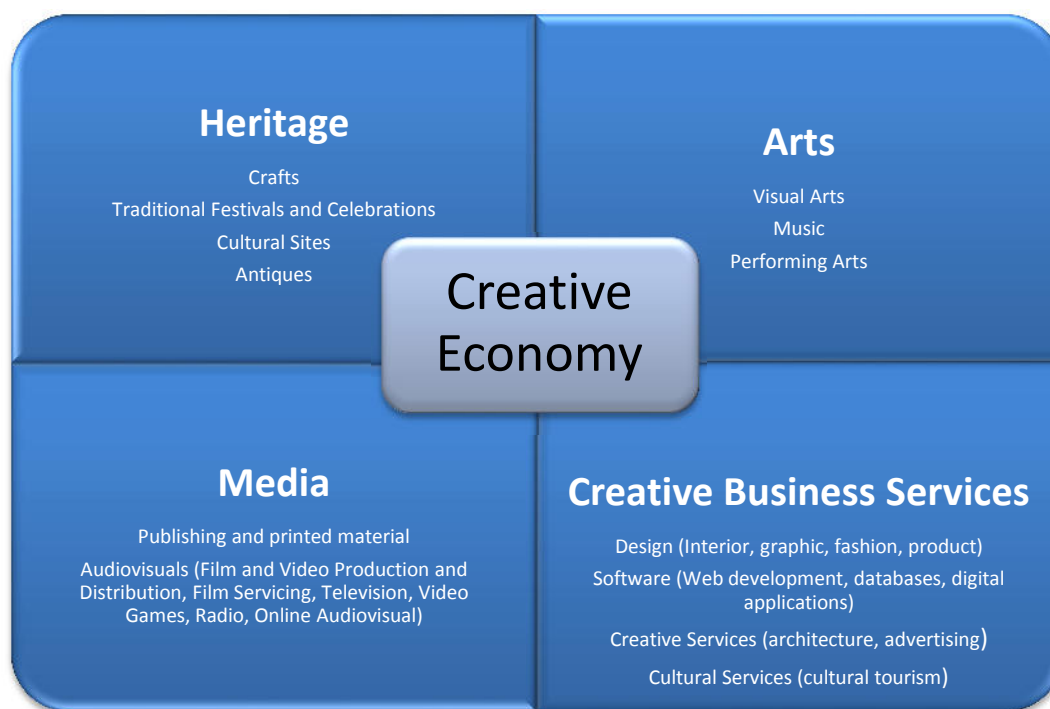 Heritage
Crafts
Traditional Festivals and Celebrations
Cultural Sites
Antiques
Arts
Visual Arts
Music
Performing Arts
Creative
Economy
Media
Publishing and printed material
Audiovisuals (Film and Video Production and
Distribution, Film Servicing, Television, Video
Games, Radio, Online Audiovisual)
Creative Business Services
Design (Interior, graphic, fashion, product)
Software (Web development, databases, digital
applications)
Creative Services (architecture, advertising)
Cultural Services (cultural tourism)